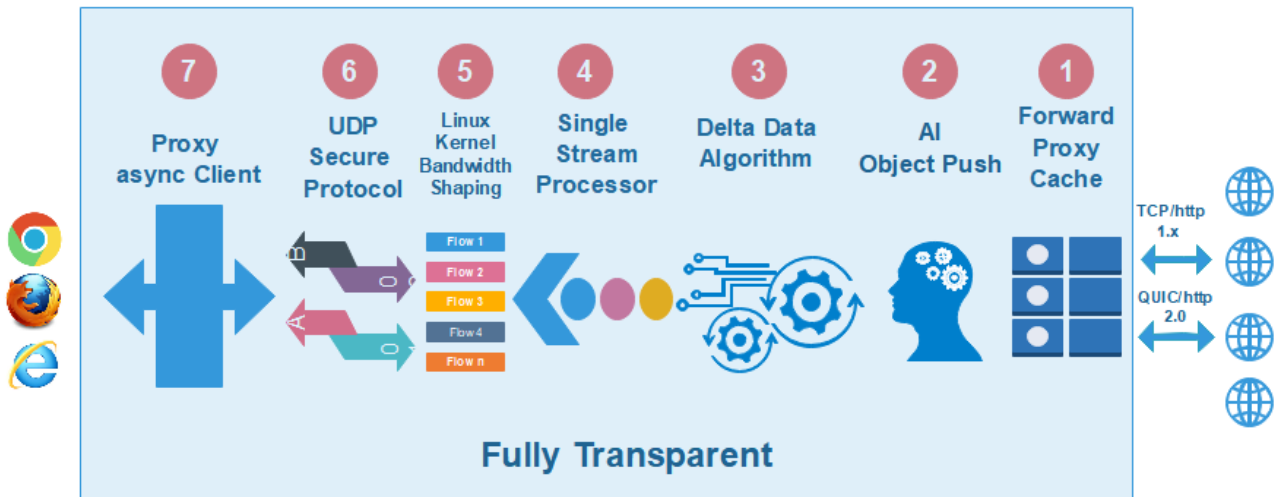 7
Proxy
async Client
6
UDP
Secure
Protocol
5
Linux
Kernel
Bandwidth
Shaping
4
Single
Stream
Processor
3
Delta Data
Algorithm
2
AI
Object Push
1
Forward
Proxy
Cache
TCP/http
1.x
QUIC/http
2.0
B
A
Flow 1
Flow 2
Flow 3
Flow 4
Flow n
Fully Transparent